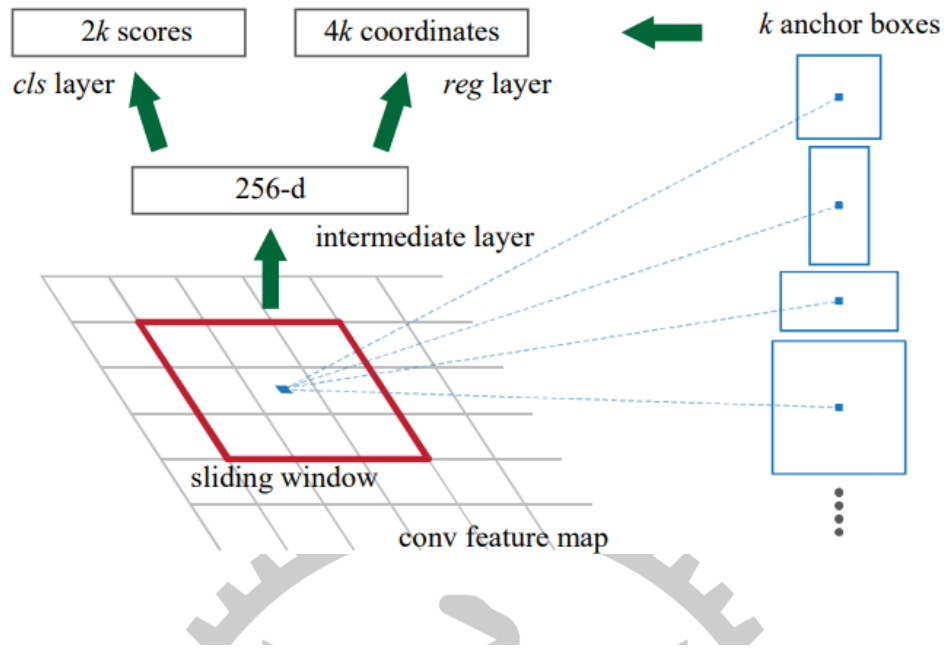 2k scores
4k coordinates
k anchor boxes
cls layer
reg layer
256-d
intermediate layer
sliding window
conv feature map